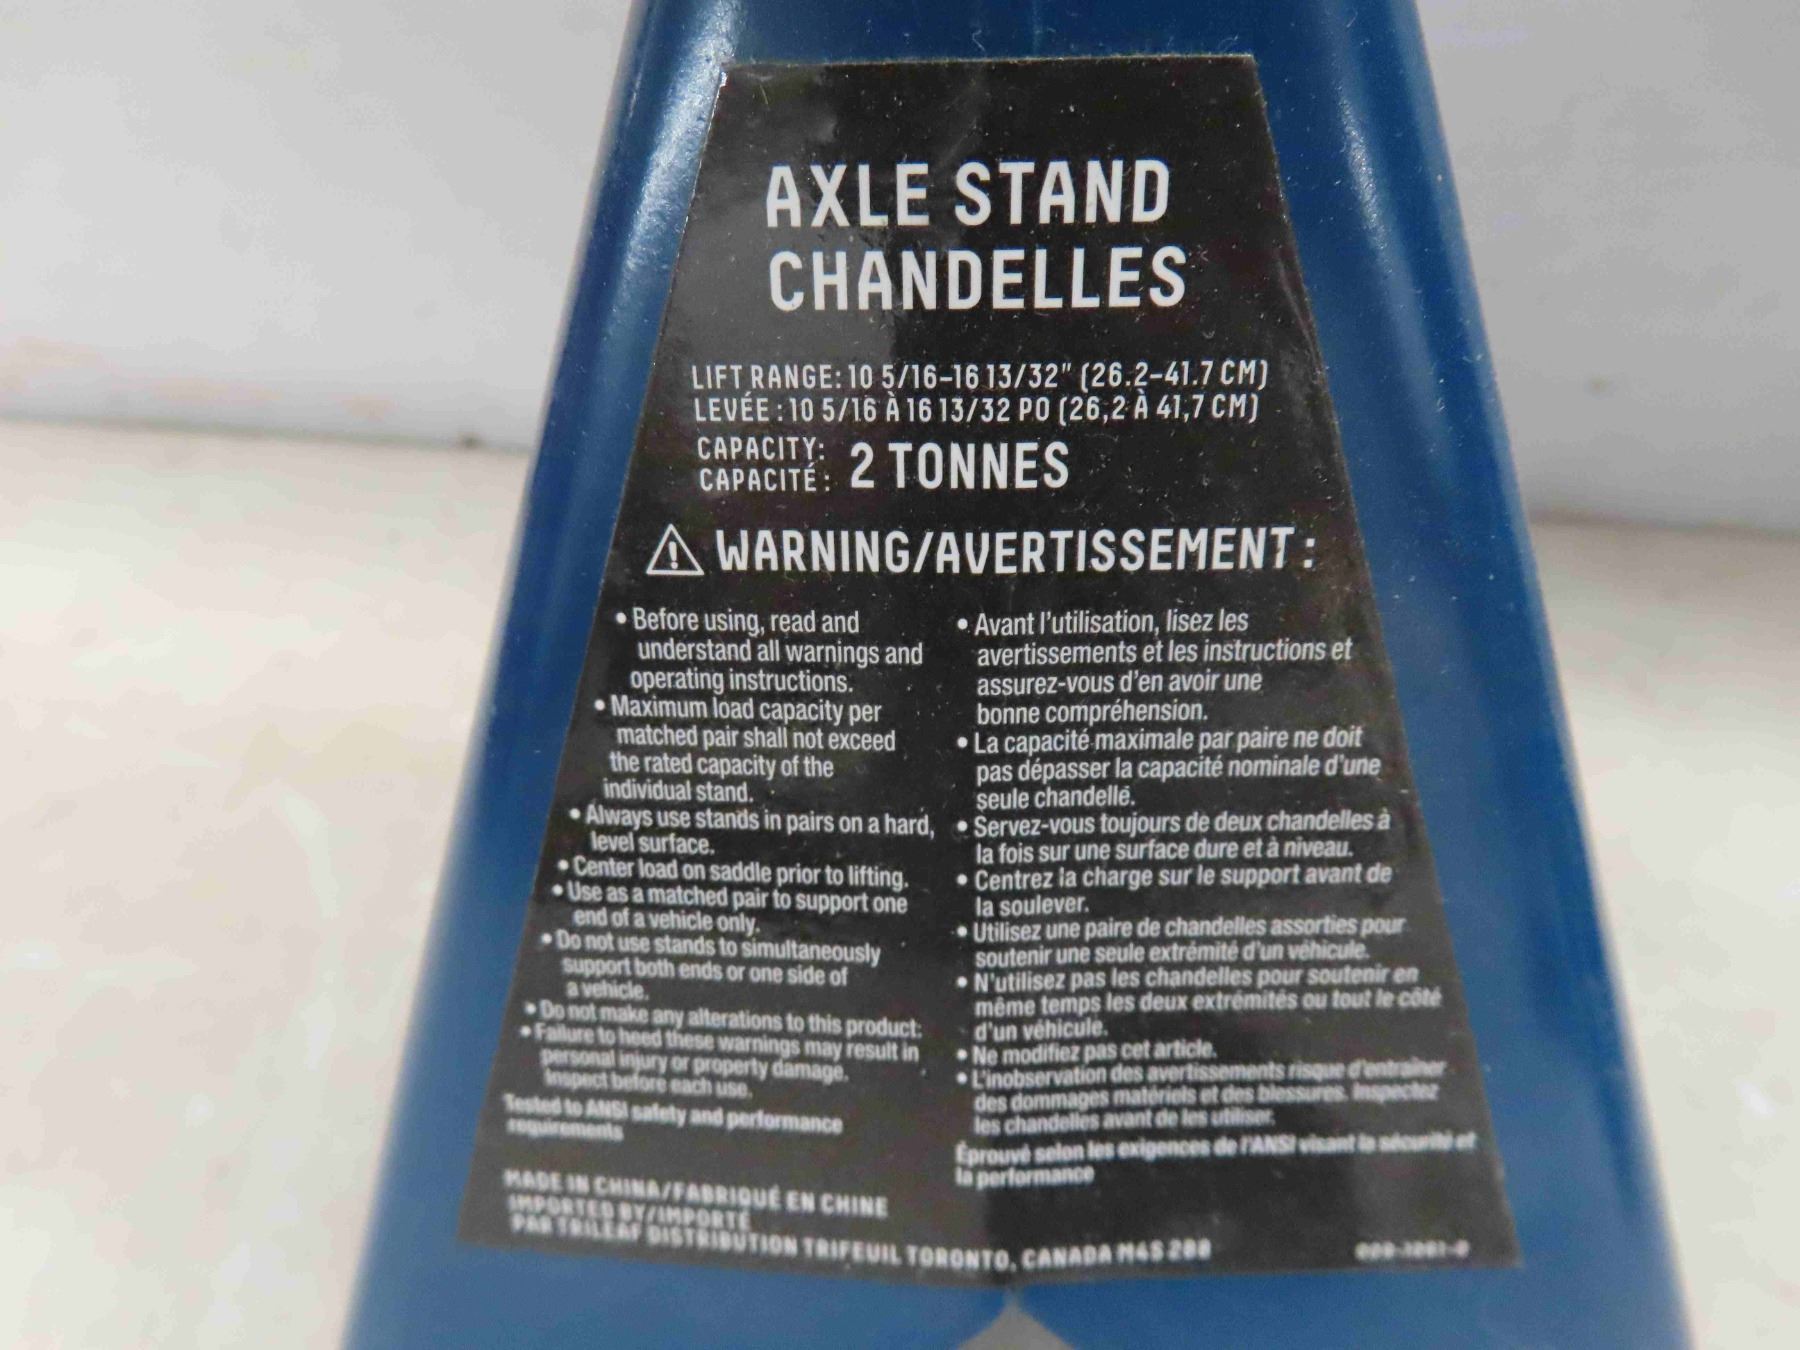 AXLE STAND
CHANDELLES
LIFT RANGE: 10 5/16-16 13/32" (26.2-41.7 CM)
LEVÉE : 10 5/16 À 16 13/32 PO (26,2 À 41,7 CM)
CAPACITY:
CAPACITÉ : 2 TONNES
WARNING/AVERTISSEMENT :
• Before using, read and
understand all warnings and
operating instructions.
• Maximum load capacity per
matched pair shall not exceed
the rated capacity of the
individual stand.
• Always use stands in pairs on a hard,
level surface.
• Center load on saddle prior to lifting.
• Use as a matched pair to support one
end of a vehicle only.
• Do not use stands to simultaneously
support both ends or one side of
a vehicle.
• Do not make any alterations to this product.
• Failure to heed these warnings may result in
personal injury or property damage.
Inspect before each use.
Tested to ANSI safety and performance
requirements
• Avant l'utilisation, lisez les
avertissements et les instructions et
assurez-vous d'en avoir une
bonne compréhension.
• La capacité maximale par paire ne doit
pas dépasser la capacité nominale d'une
seule chandelle.
• Servez-vous toujours de deux chandelles à
la fois sur une surface dure et à niveau.
• Centrez la charge sur le support avant de
la soulever.
• Utilisez une paire de chandelles assorties pour
soutenir une seule extrémité d'un véhicule.
• N'utilisez pas les chandelles pour soutenir en
même temps les deux extrémités ou tout le côté
d'un véhicule.
• Ne modifiez pas cet article.
• L'inobservation des avertissements risque d'entraîner
des dommages matériels et des blessures. Inspectez
les chandelles avant de les utiliser.
Éprouvé selon les exigences de l'ANSI visant la sécurité et
la performance
MADE IN CHINA/FABRIQUÉ EN CHINE
IMPORTED BY/IMPORTÉ
PAR TRILEAF DISTRIBUTION TRIFEUIL TORONTO, CANADA M4S 2B8